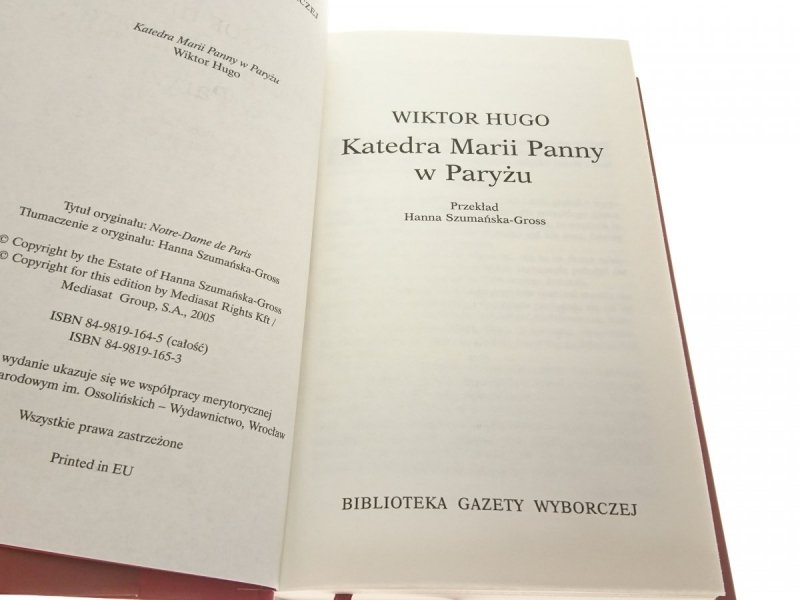 Katedra Marii Panny w Paryżu
Wiktor Hugo
Tytuł oryginału: Notre-Dame de Paris
Tłumaczenie z oryginału: Hanna Szumańska-Gross
© Copyright by the Estate of Hanna Szumańska-Gross
© Copyright for this edition by Mediasat Rights Kft /
Mediasat Group, S.A., 2005
ISBN 84-9819-164-5 (całość)
ISBN 84-9819-165-3
wydanie ukazuje się we współpracy merytorycznej
arodowym im. Ossolińskich – Wydawnictwo, Wrocław
Wszystkie prawa zastrzeżone
Printed in EU
WIKTOR HUGO
Katedra Marii Panny
w Paryżu
Przekład
Hanna Szumańska-Gross
BIBLIOTEKA GAZETY WYBORCZEJ